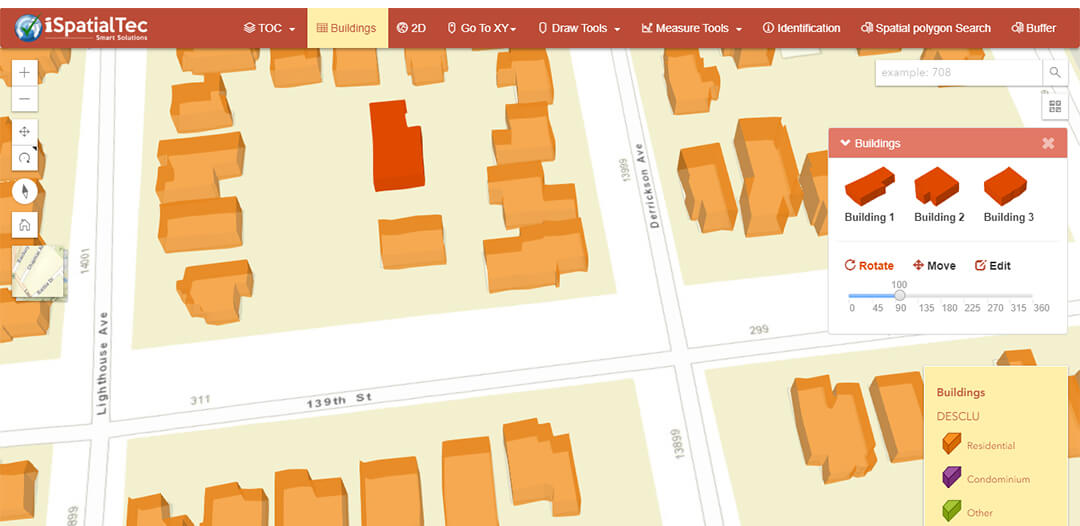 iSpatialTec
Smart Solutions
TOC
Buildings
2D
Go To XY
Draw Tools
Measure Tools
Identification
Spatial polygon Search
Buffer
example: 708
Buildings
Building 1
Building 2
Building 3
Rotate
Move
Edit
100
0 45 90 135 180 225 270 315 360
Buildings
DESCLU
Residential
Condominium
Other
14001
Lighthouse Ave
13999
Derrickson Ave
299
311
139th St
13899